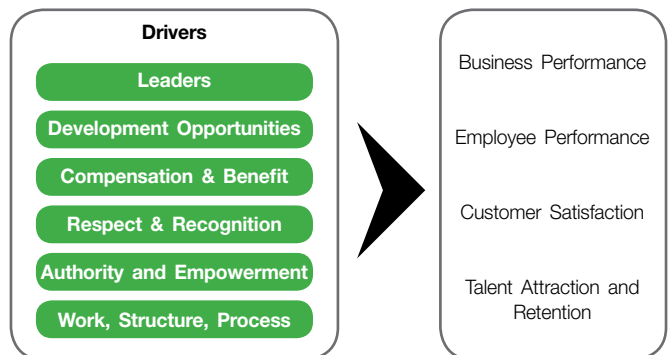 Drivers
Leaders
Development Opportunities
Compensation & Benefit
Respect & Recognition
Authority and Empowerment
Work, Structure, Process
Business Performance
Employee Performance
Customer Satisfaction
Talent Attraction and
Retention